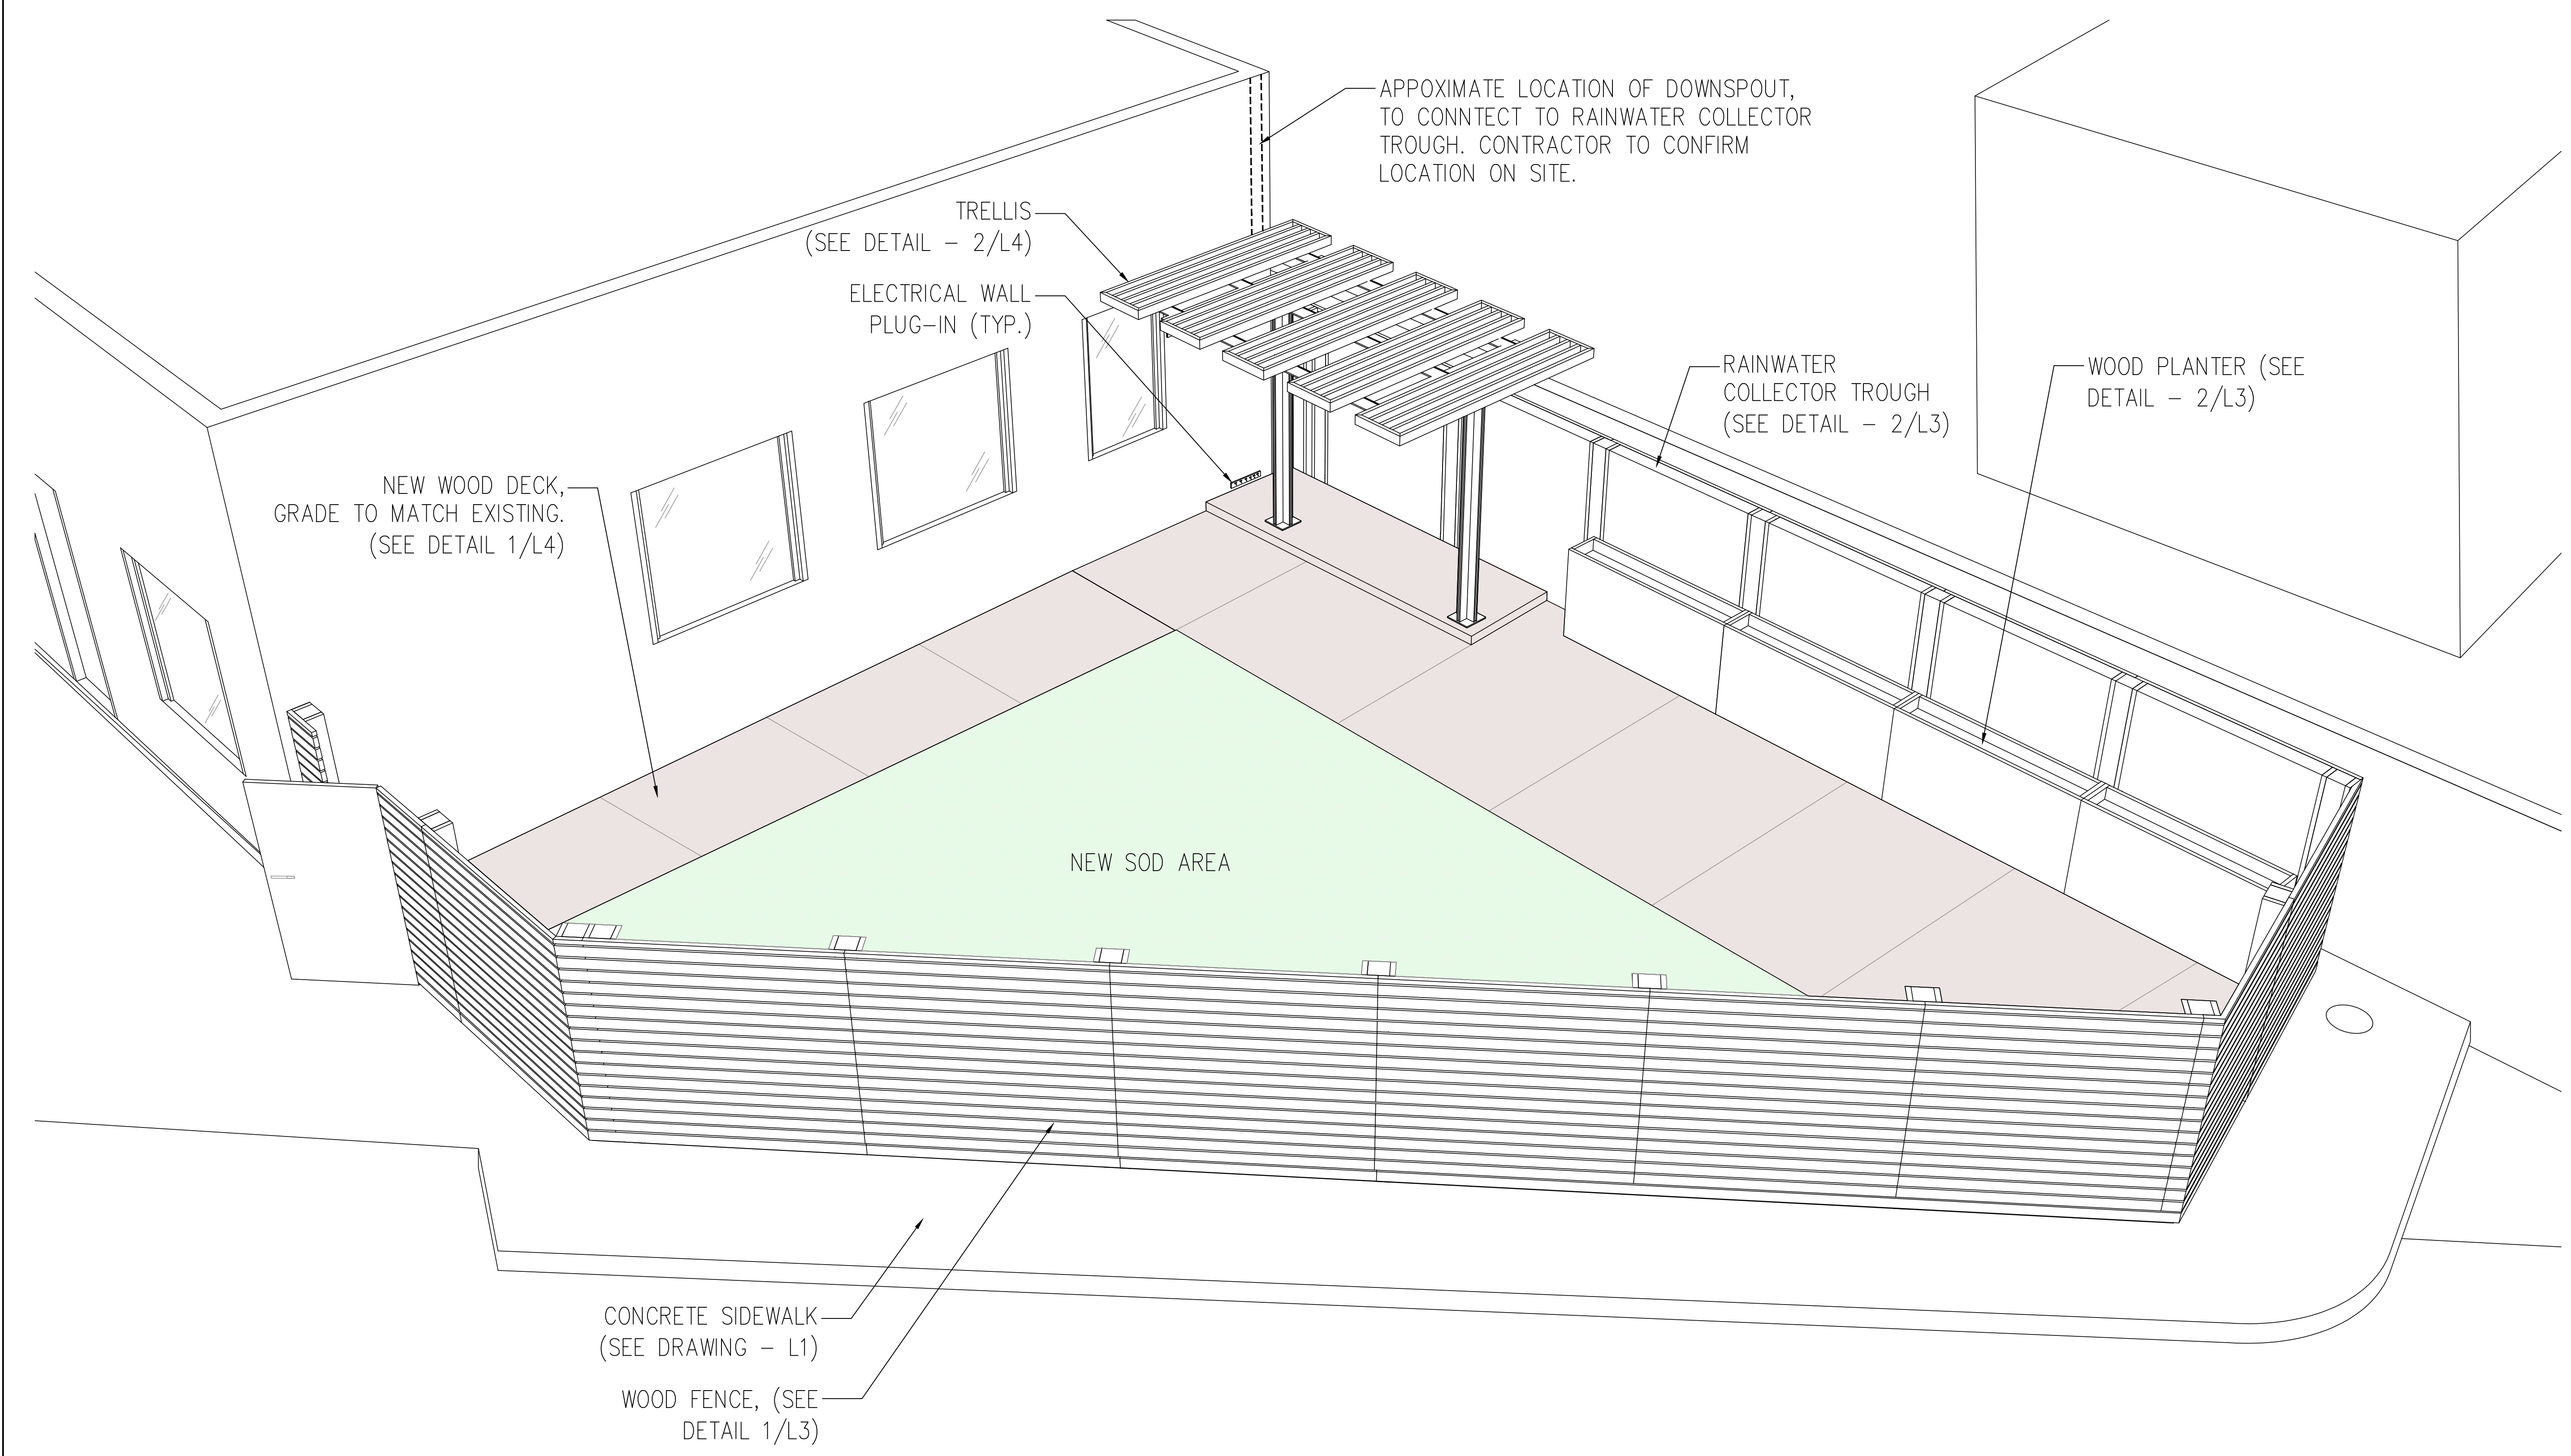 APPOXIMATE LOCATION OF DOWNSPOUT,
TO CONNTECT TO RAINWATER COLLECTOR
TROUGH. CONTRACTOR TO CONFIRM
LOCATION ON SITE.
TRELLIS
(SEE DETAIL – 2/L4)
ELECTRICAL WALL
PLUG–IN (TYP.)
RAINWATER
COLLECTOR TROUGH
(SEE DETAIL – 2/L3)
WOOD PLANTER (SEE
DETAIL – 2/L3)
NEW WOOD DECK,
GRADE TO MATCH EXISTING.
(SEE DETAIL 1/L4)
NEW SOD AREA
CONCRETE SIDEWALK
(SEE DRAWING – L1)
WOOD FENCE, (SEE
DETAIL 1/L3)